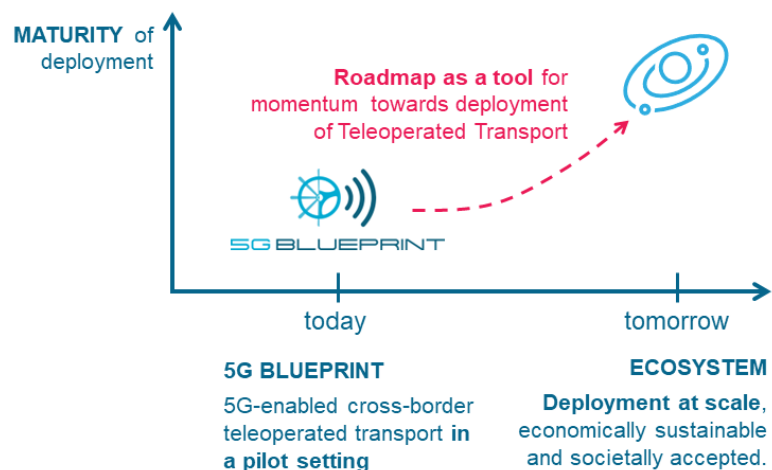 MATURITY of
deployment
Roadmap as a tool for
momentum towards deployment
of Teleoperated Transport
5G BLUEPRINT
today
tomorrow
5G BLUEPRINT
5G-enabled cross-border
teleoperated transport in
a pilot setting
ECOSYSTEM
Deployment at scale,
economically sustainable
and societally accepted.